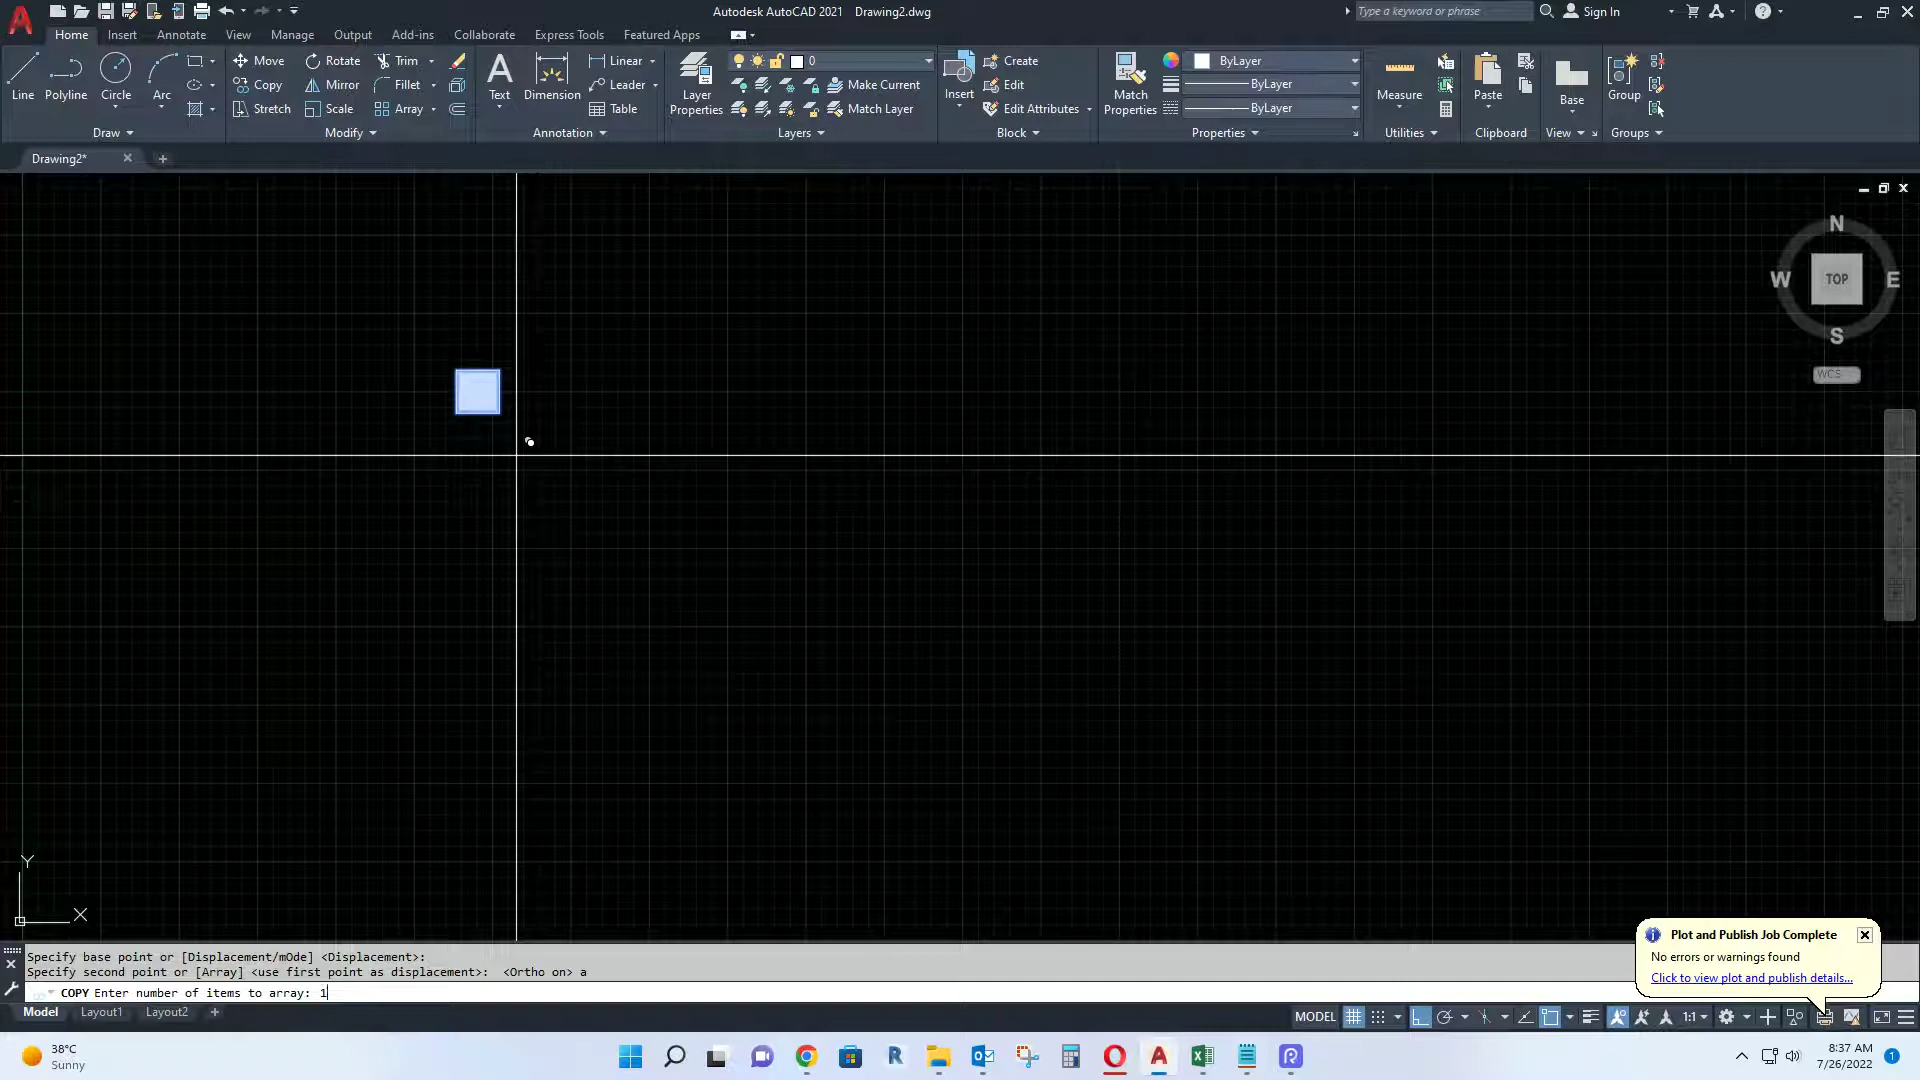 Autodesk AutoCAD 2021 Drawing2.dwg
Type a keyword or phrase
Sign In
Home Insert Annotate View Manage Output Add-ins Collaborate Express Tools Featured Apps
Line Polyline Circle Arc
Move Rotate Trim
Copy Mirror Fillet
Stretch Scale Array
Text Dimension
Linear
Leader
Table
Layer Properties
0
Make Current
Match Layer
Insert
Create
Edit
Edit Attributes
Match Properties
ByLayer
ByLayer
ByLayer
Measure
Paste
Base
Group
Draw Modify Annotation Layers Block Properties Utilities Clipboard View Groups
Drawing2*
N
W TOP E
S
WCS
Y
X
Plot and Publish Job Complete
No errors or warnings found
Click to view plot and publish details...
Specify base point or [Displacement/mOde] <Displacement>:
Specify second point or [Array] <use first point as displacement>: <Ortho on> a
COPY Enter number of items to array: 1
Model Layout1 Layout2
MODEL 1:1
38°C
Sunny
8:37 AM
7/26/2022
1